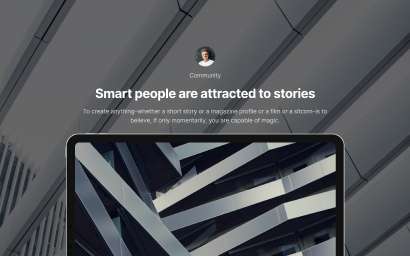 Community
Smart people are attracted to stories
To create anything–whether a short story or a magazine profile or a film or a sitcom–is to
believe, if only momentarily, you are capable of magic.